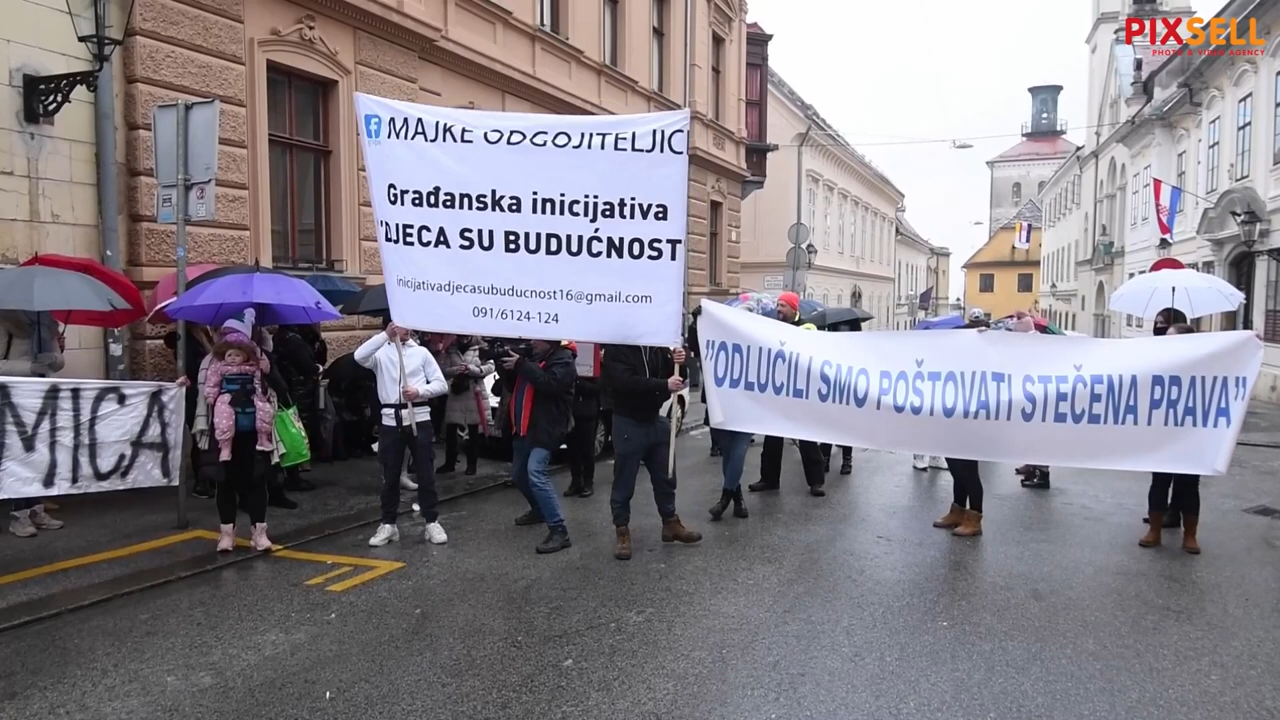 PIXSELL
PHOTO & VIDEO AGENCY
MAJKE ODGOJITELJIC
Građanska inicijativa
"DJECA SU BUDUĆNOST
inicijativadjecasubuducnost16@gmail.com
091/6124-124
"ODLUČILI SMO POŠTOVATI STEČENA PRAVA"
MICA